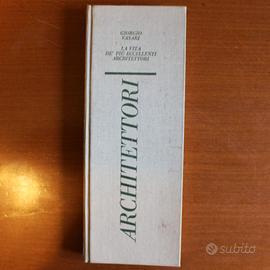 GIORGIO
VASARI
LA VITA
DE' PIÙ ECCELLENTI
ARCHITETTORI
ARCHITETTORI
subito